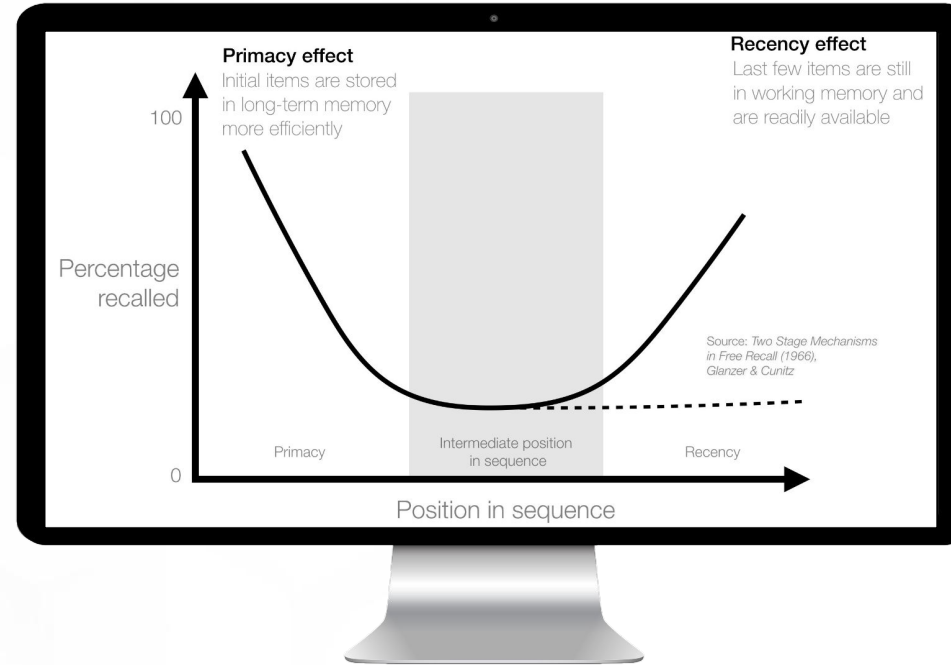 Primacy effect
Initial items are stored
in long-term memory
more efficiently
Recency effect
Last few items are still
in working memory and
are readily available
100
Percentage
recalled
Source: Two Stage Mechanisms
in Free Recall (1966),
Glanzer & Cunitz
Primacy
Intermediate position
in sequence
Recency
0
Position in sequence